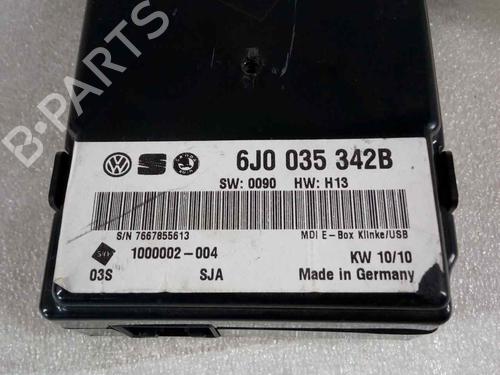 B-PARTS
6J0 035 342B
SW: 0090 HW: H13
S/N 7667855613
MDI E-Box Klinke/USB
1000002-004
KW 10/10
03S
SJA
Made in Germany